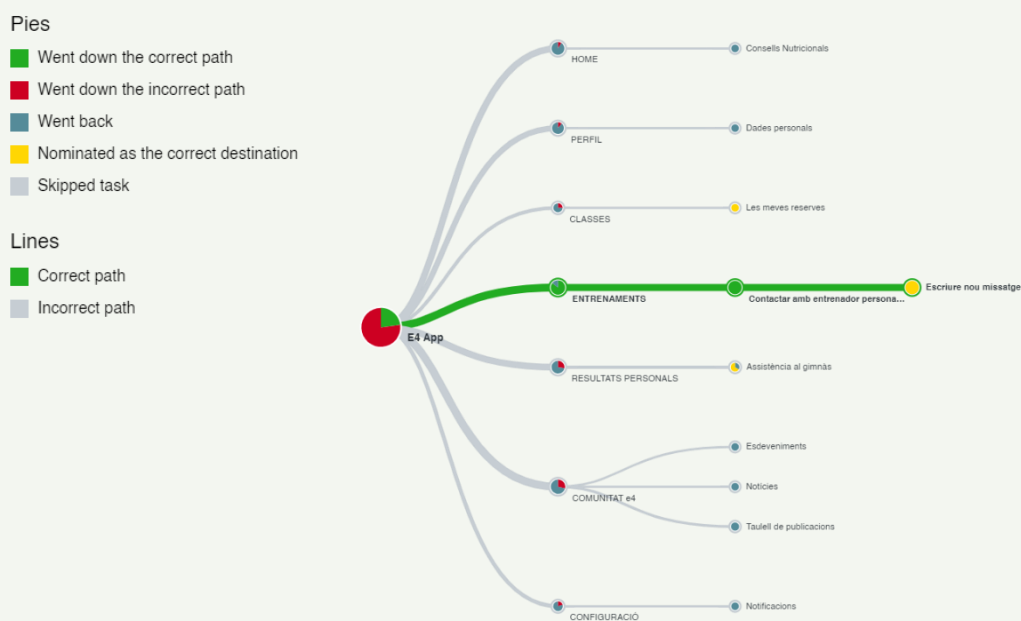 Pies
Went down the correct path
Went down the incorrect path
Went back
Nominated as the correct destination
Skipped task
Lines
Correct path
Incorrect path
E4 App
HOME
Consells Nutricionals
PERFIL
Dades personals
CLASSES
Les meves reserves
ENTRENAMENTS
Contactar amb entrenador persona...
Escriure nou missatge
RESULTATS PERSONALS
Assistència al gimnàs
COMUNITAT e4
Esdeveniments
Notícies
Taulell de publicacions
CONFIGURACIÓ
Notificacions